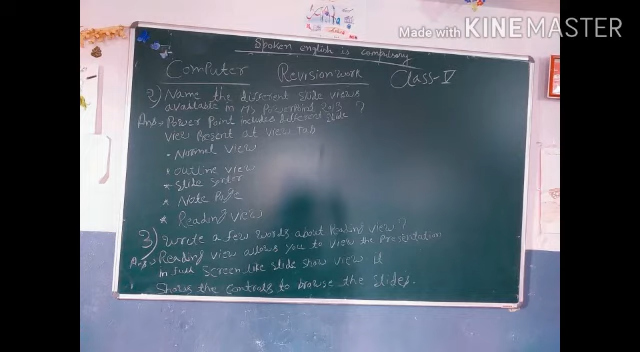 Made with KINEMASTER
Spoken english is compulsory
Computer Revision work Class-V
2) Name the different slide views
available in MS PowerPoint 2013 ?
Ans:- Power Point includes different slide
view Present at view Tab
• Normal view
* outline view
* Slide sorter
* Note Page
* Reading view
3) Write a few words about Reading view ?
Ans:- Reading view allows you to view the Presentation
in full screen like slide show view it
Shows the controls to browse the slides.